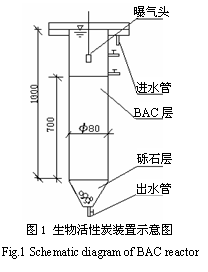 曝气头
进水管
1000
BAC层
700
ф80
砾石层
出水管
图 1 生物活性炭装置示意图
Fig.1 Schematic diagram of BAC reactor